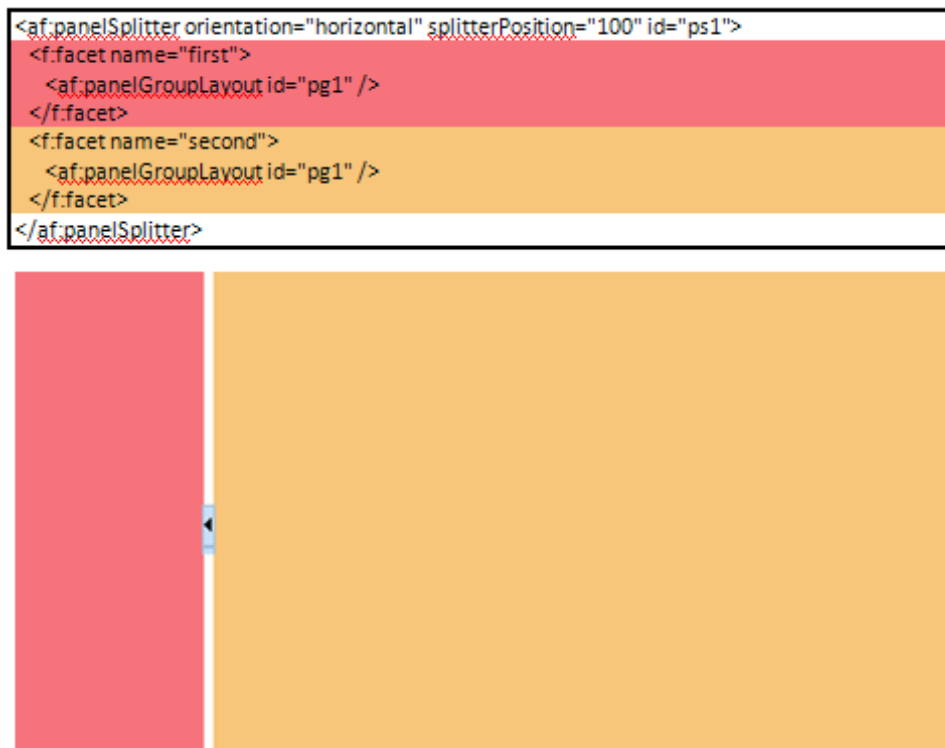 <af:panelSplitter orientation="horizontal" splitterPosition="100" id="ps1">
<f:facet name="first">
<af:panelGroupLayout id="pg1" />
</f:facet>
<f:facet name="second">
<af:panelGroupLayout id="pg1" />
</f:facet>
</af:panelSplitter>